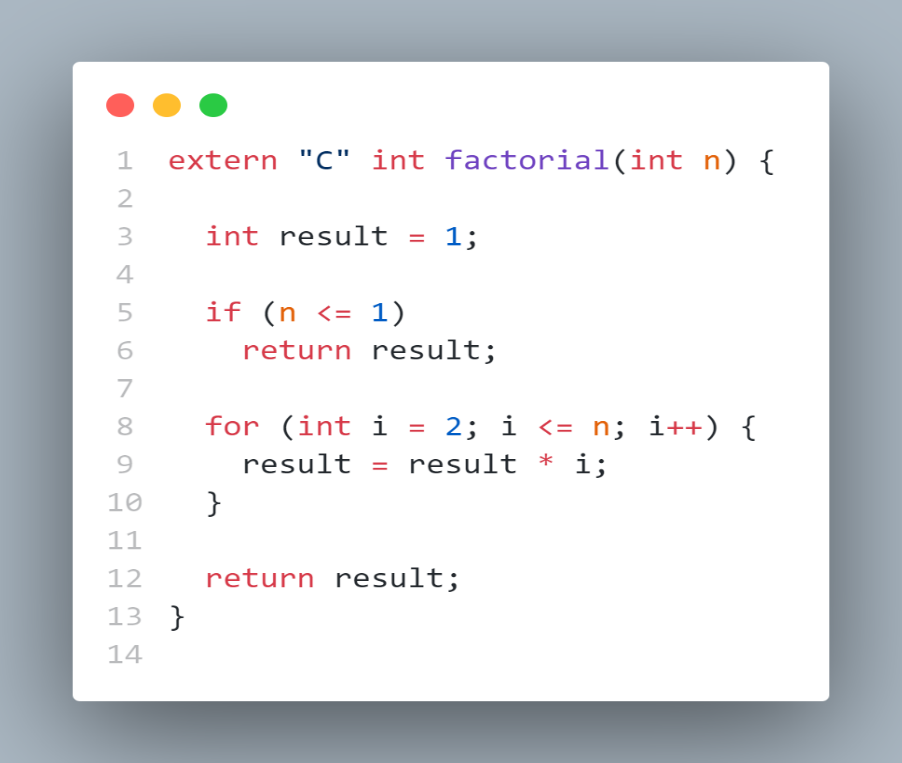 1 extern "C" int factorial(int n) {
2
3   int result = 1;
4
5   if (n <= 1)
6     return result;
7
8   for (int i = 2; i <= n; i++) {
9     result = result * i;
10   }
11
12   return result;
13 }
14